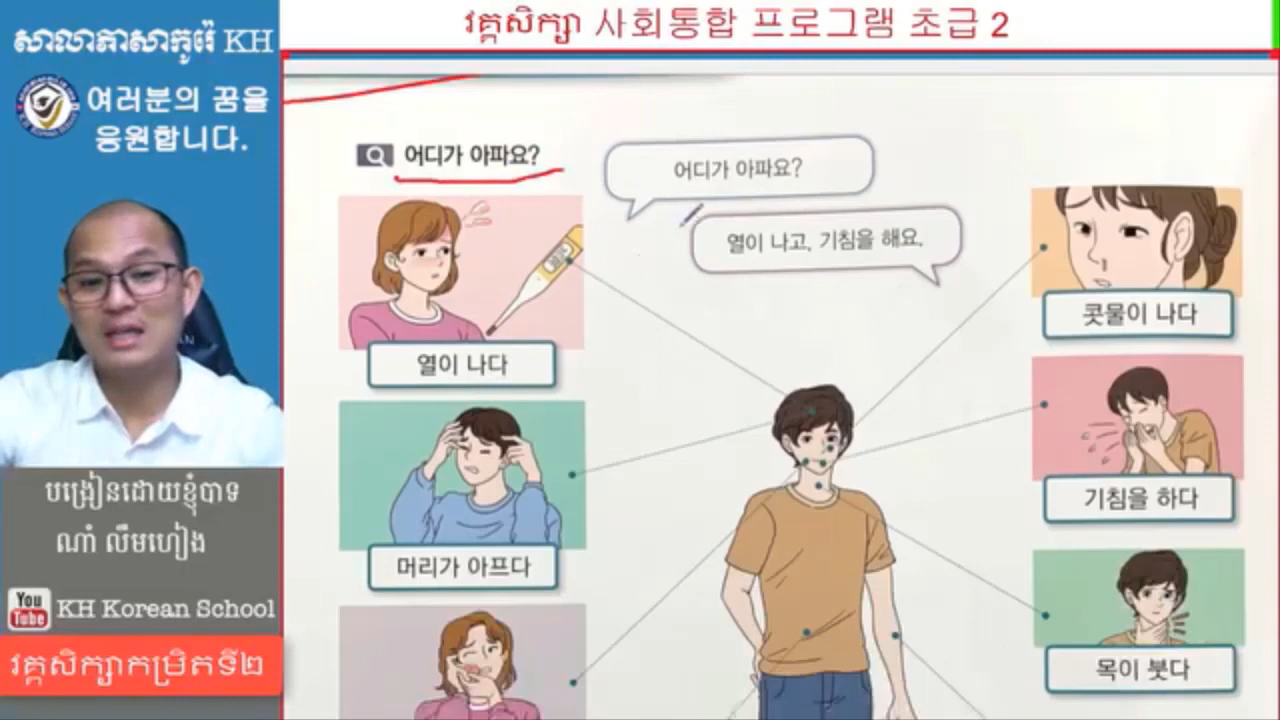 វគ្គសិក្សា 사회통합 프로그램 초급 2
សាលាភាសាកូរ៉េ KH
여러분의 꿈을
응원합니다.
어디가 아파요?
어디가 아파요?
열이 나고, 기침을 해요.
열이 나다
콧물이 나다
기침을 하다
머리가 아프다
목이 붓다
បង្រៀនដោយខ្ញុំបាទ
ណាំ លឹមហៀង
You
Tube
KH Korean School
វគ្គសិក្សាកម្រិតទី២